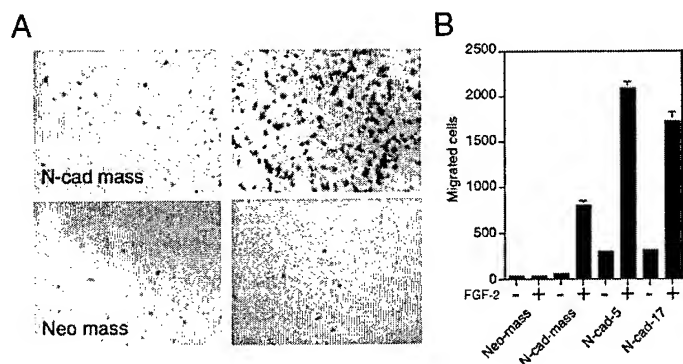 A
N-cad mass
Neo mass
B
Migrated cells
2500
2000
1500
1000
500
0
FGF-2 - + - + - + - +
Neo-mass
N-cad-mass
N-cad-5
N-cad-17